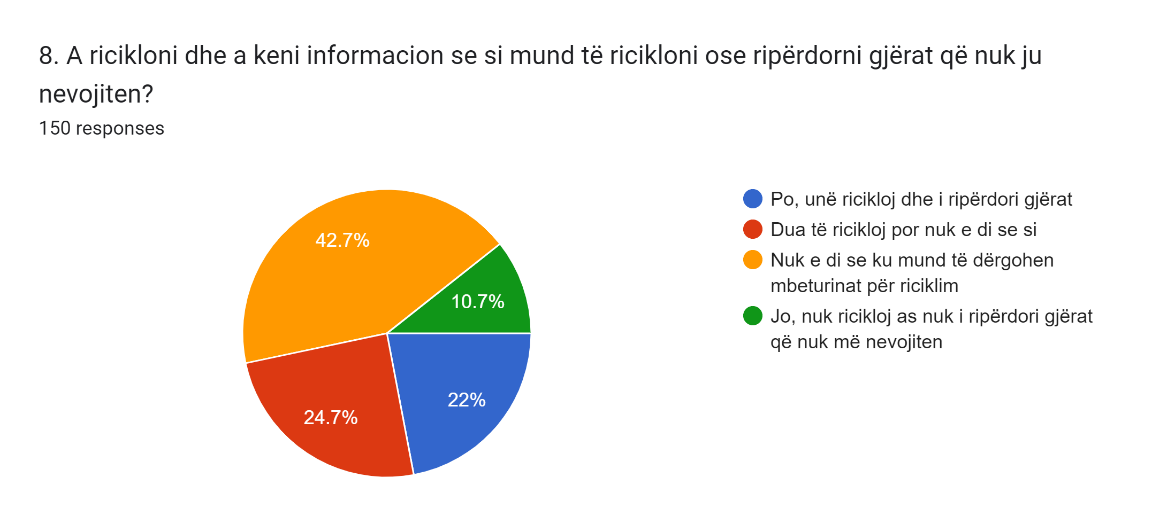 8. A ricikloni dhe a keni informacion se si mund të ricikloni ose ripërdorni gjërat që nuk ju
nevojiten?
150 responses
42.7%
10.7%
22%
24.7%
Po, unë ricikloj dhe i ripërdori gjërat
Dua të ricikloj por nuk e di se si
Nuk e di se ku mund të dërgohen
mbeturinat për riciklim
Jo, nuk ricikloj as nuk i ripërdori gjërat
që nuk më nevojiten